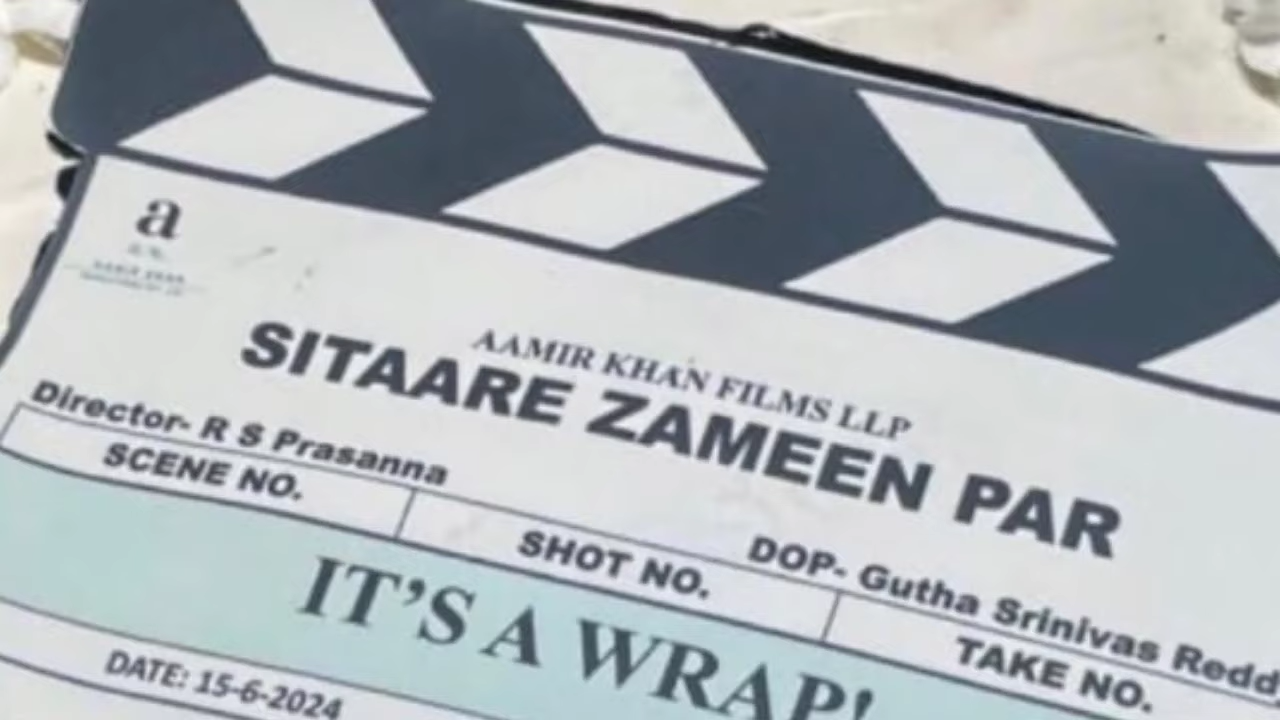 a
AAMIR KHAN FILMS LLP
SITAARE ZAMEEN PAR
Director- R S Prasanna
DOP- Gutha Srinivas Redd
SCENE NO.
SHOT NO.
TAKE NO.
IT'S A WRAP!
DATE: 15-6-2024